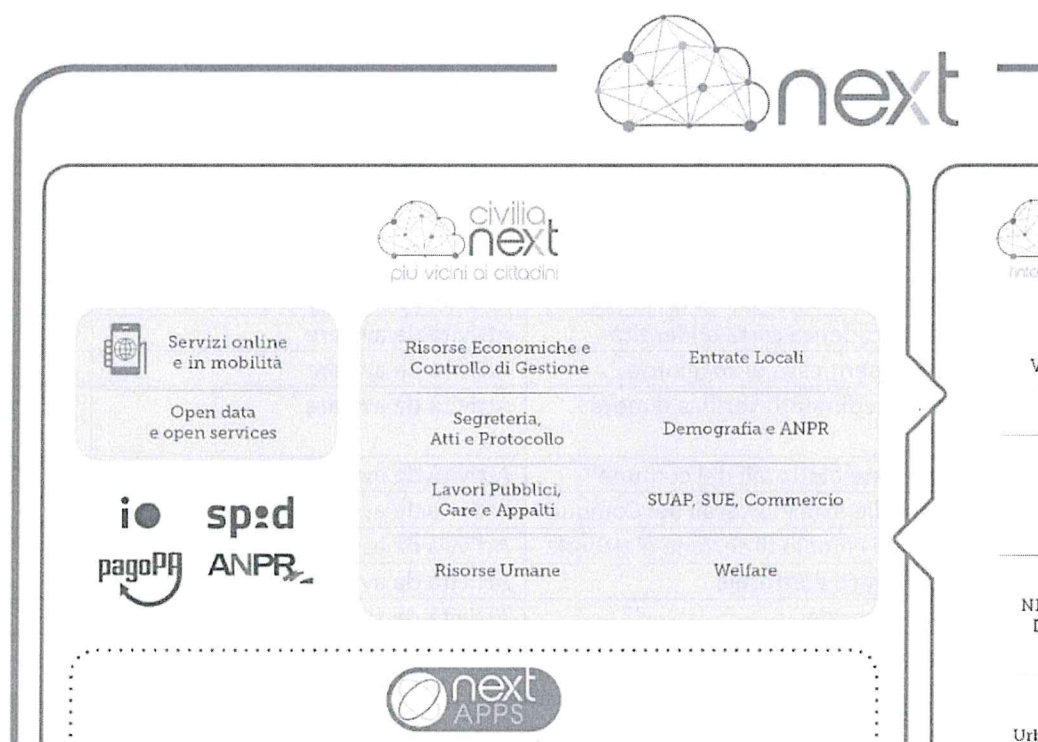 next
civilia
next
più vicini ai cittadini
Servizi online
e in mobilità
Open data
e open services
io
spid
pagoPA
ANPR
Risorse Economiche e
Controllo di Gestione
Entrate Locali
Segreteria,
Atti e Protocollo
Demografia e ANPR
Lavori Pubblici,
Gare e Appalti
SUAP, SUE, Commercio
Risorse Umane
Welfare
next
APPS